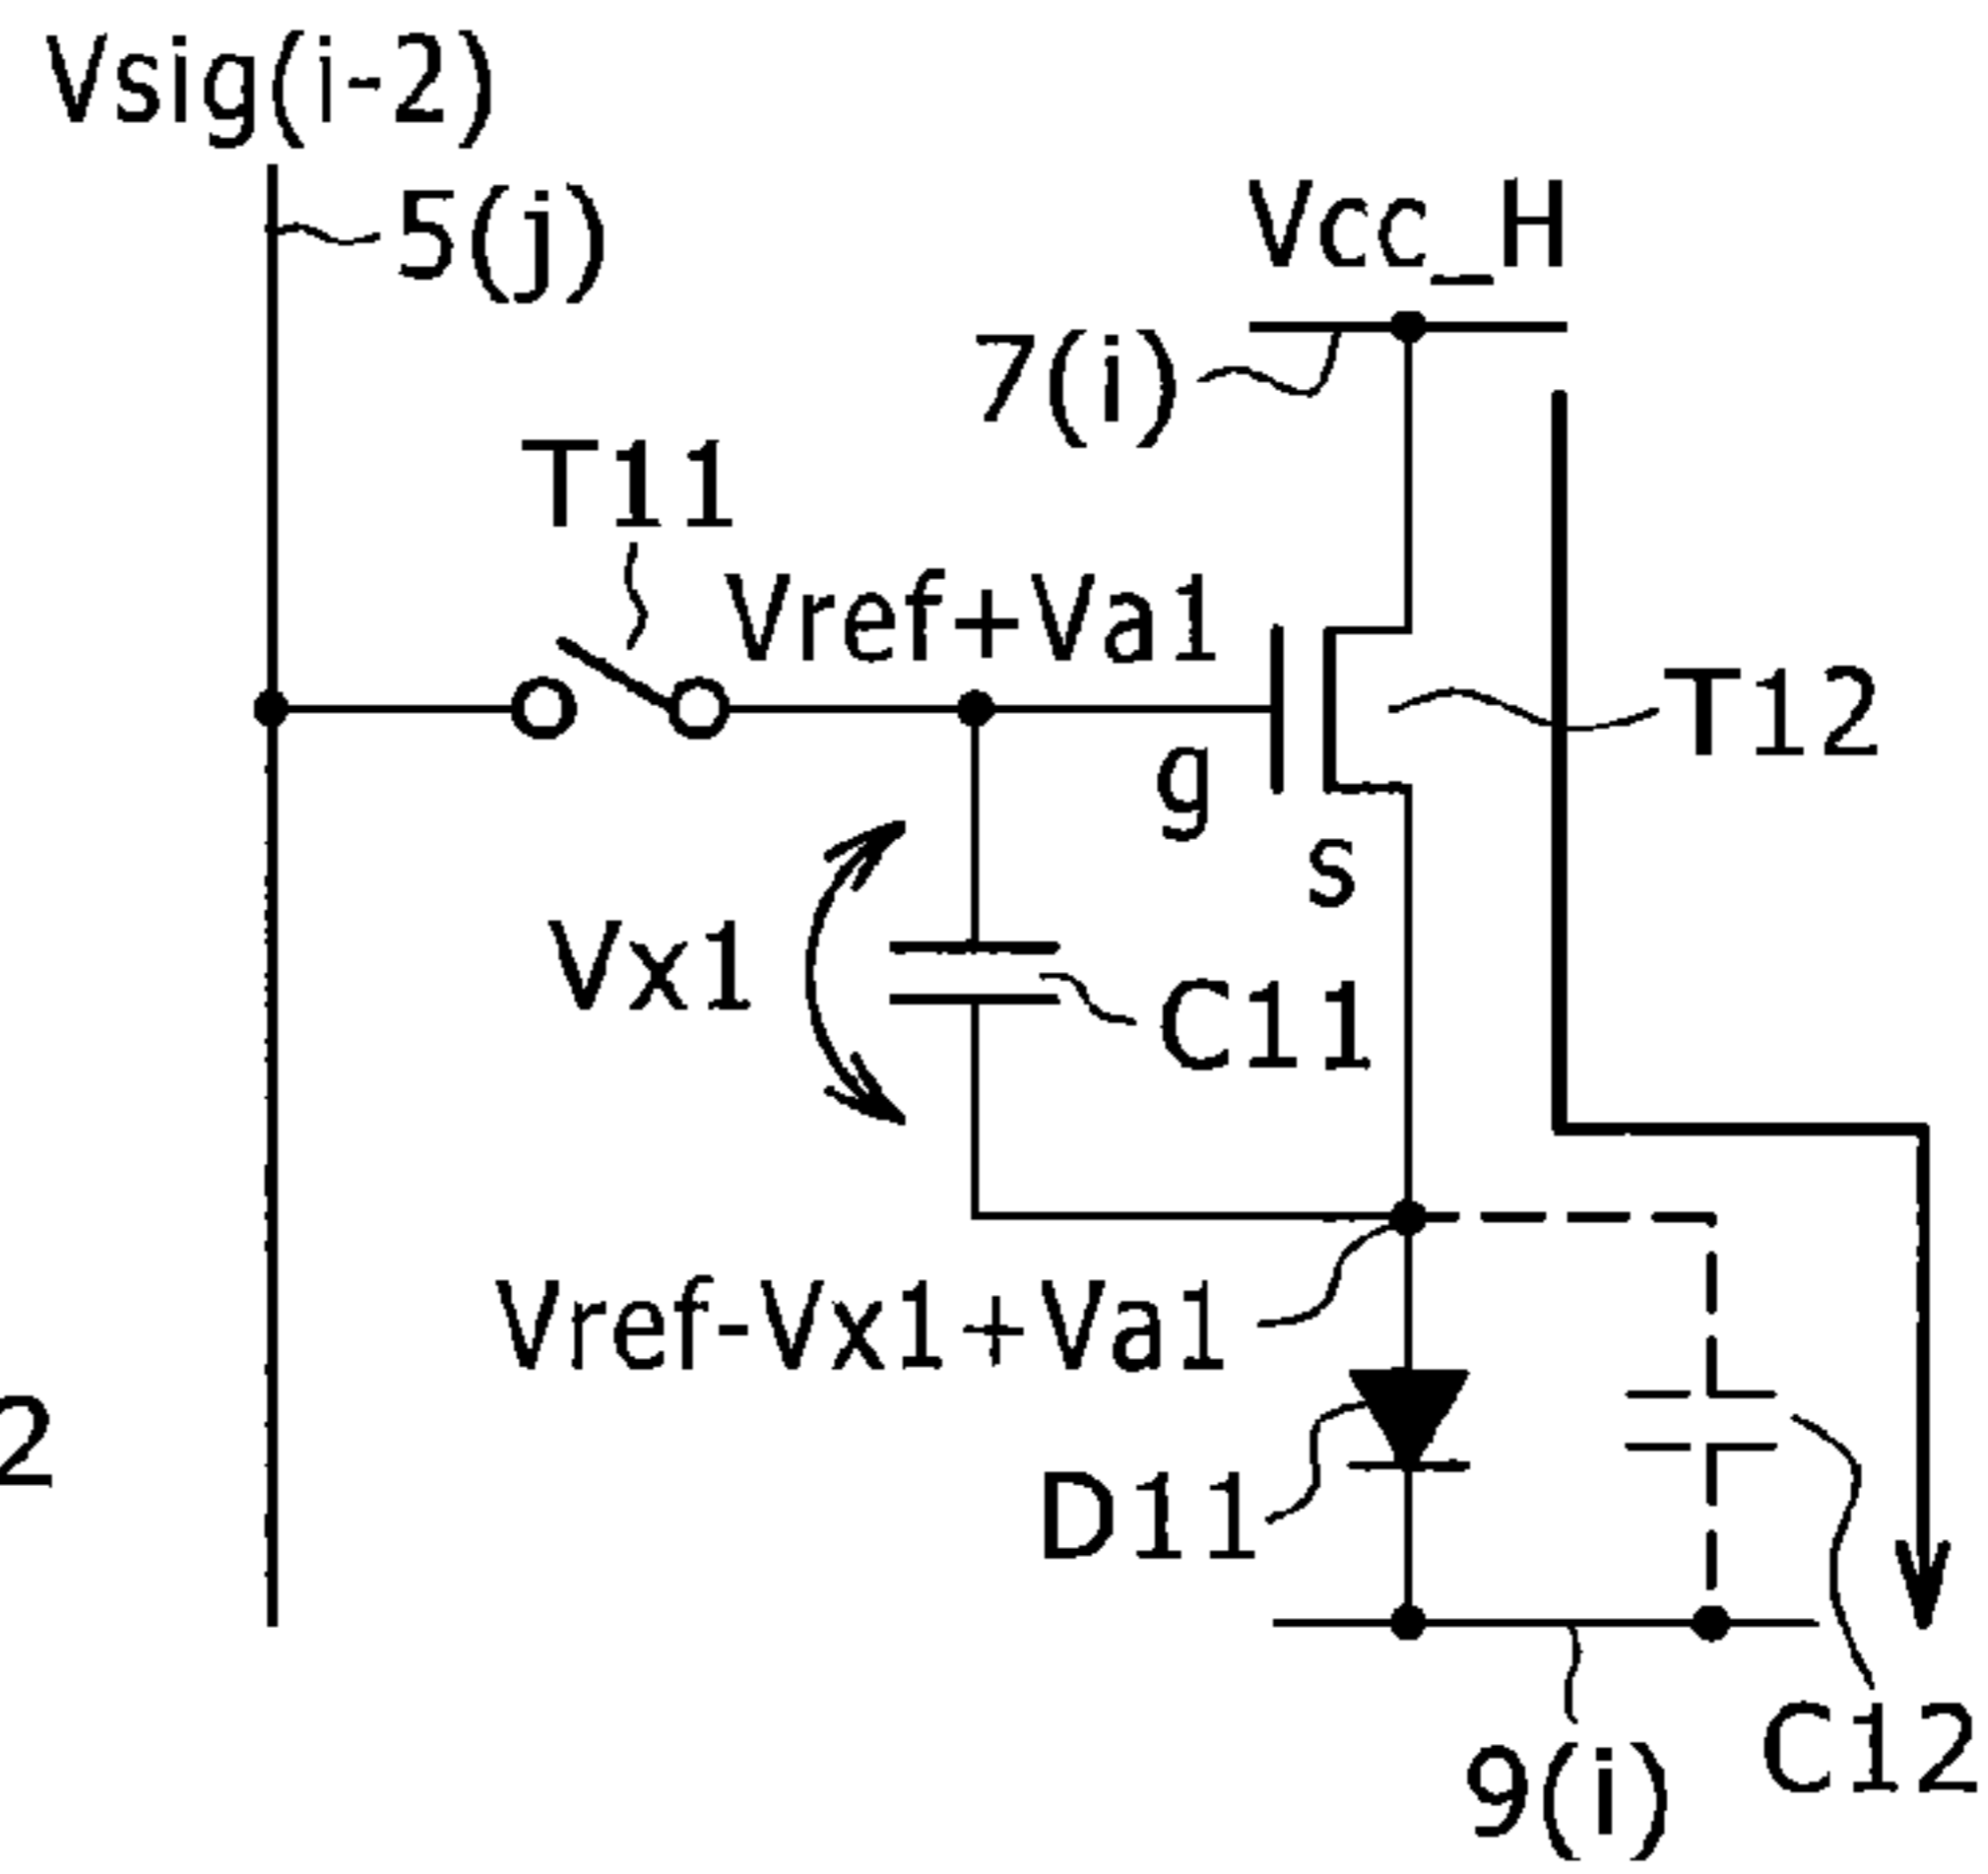 Vsig(i-2)
5(j)
Vcc_H
7(i)
T11
Vref+Va1
T12
g
s
Vx1
C11
Vref-Vx1+Va1
2
D11
C12
9(i)